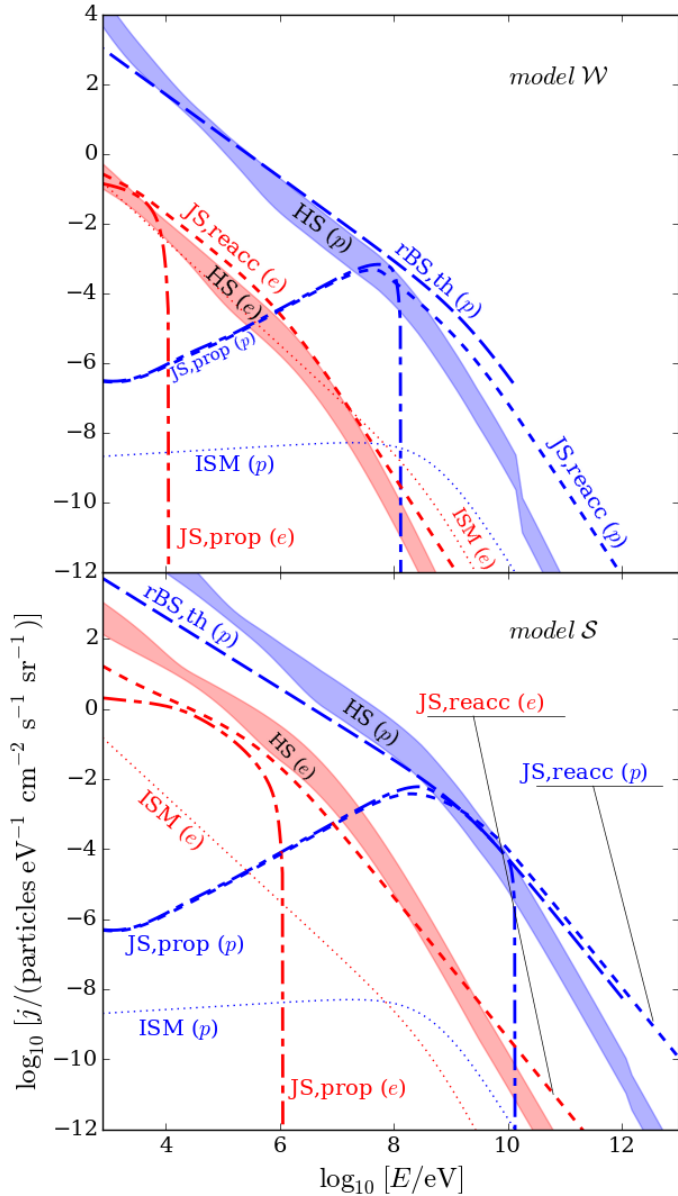 4
2
0
−2
−4
−6
−8
−10
−12
model W
JS,reacc (e)
HS (p)
rBS,th (p)
HS (e)
JS,prop (p)
ISM (p)
JS,reacc (p)
ISM (e)
JS,prop (e)
2
0
−2
−4
−6
−8
−10
−12
rBS,th (p)
model S
JS,reacc (e)
HS (p)
HS (e)
JS,reacc (p)
ISM (e)
JS,prop (p)
ISM (p)
JS,prop (e)
4
6
8
10
12
log₁₀ [E/eV]
log₁₀ [j/(particles eV⁻¹ cm⁻² s⁻¹ sr⁻¹)]